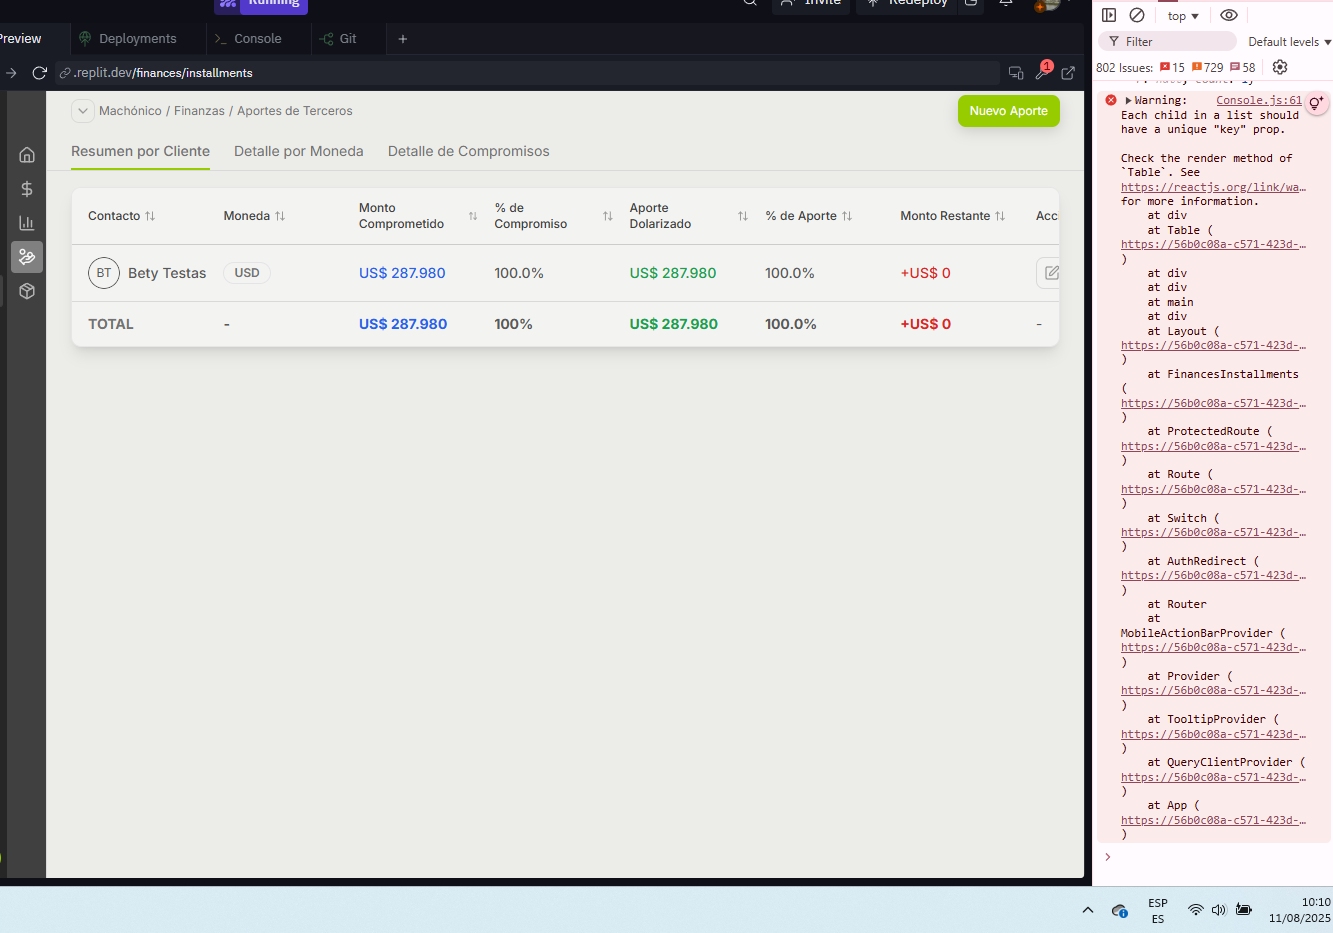 Running
Invite
Redeploy
Preview
Deployments
>_ Console
Git
+
.replit.dev/finances/installments
1
Machónico / Finanzas / Aportes de Terceros
Nuevo Aporte
Resumen por Cliente
Detalle por Moneda
Detalle de Compromisos
Contacto
Moneda
Monto
Comprometido
% de
Compromiso
Aporte
Dolarizado
% de Aporte
Monto Restante
Acc
BT
Bety Testas
USD
US$ 287.980
100.0%
US$ 287.980
100.0%
+US$ 0
TOTAL
-
US$ 287.980
100%
US$ 287.980
100.0%
+US$ 0
-
top
Filter
Default levels
802 Issues: 15 729 58
Warning: Console.js:61
Each child in a list should
have a unique "key" prop.
Check the render method of
`Table`. See
https://reactjs.org/link/wa…
for more information.
at div
at Table (
https://56b0c08a-c571-423d-…
)
at div
at div
at main
at div
at Layout (
https://56b0c08a-c571-423d-…
)
at FinancesInstallments
(
https://56b0c08a-c571-423d-…
)
at ProtectedRoute (
https://56b0c08a-c571-423d-…
)
at Route (
https://56b0c08a-c571-423d-…
)
at Switch (
https://56b0c08a-c571-423d-…
)
at AuthRedirect (
https://56b0c08a-c571-423d-…
)
at Router
at
MobileActionBarProvider (
https://56b0c08a-c571-423d-…
)
at Provider (
https://56b0c08a-c571-423d-…
)
at TooltipProvider (
https://56b0c08a-c571-423d-…
)
at QueryClientProvider (
https://56b0c08a-c571-423d-…
)
at App (
https://56b0c08a-c571-423d-…
)
ESP
ES
10:10
11/08/2025